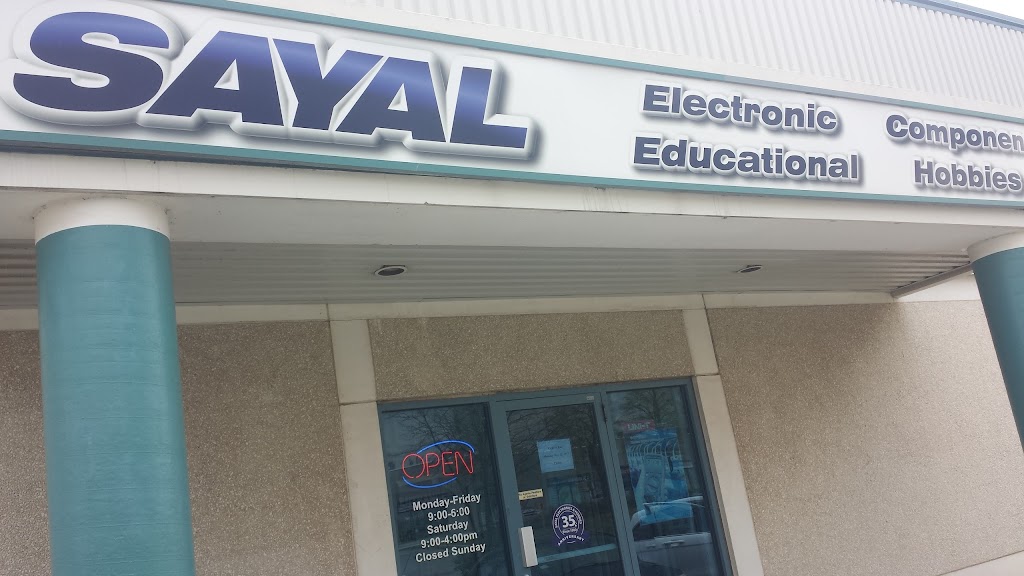 SAYAL
Electronic Componen
Educational Hobbies
OPEN
Monday-Friday
9:00-6:00
Saturday
9:00-4:00pm
Closed Sunday
35
ANNIVERSARY